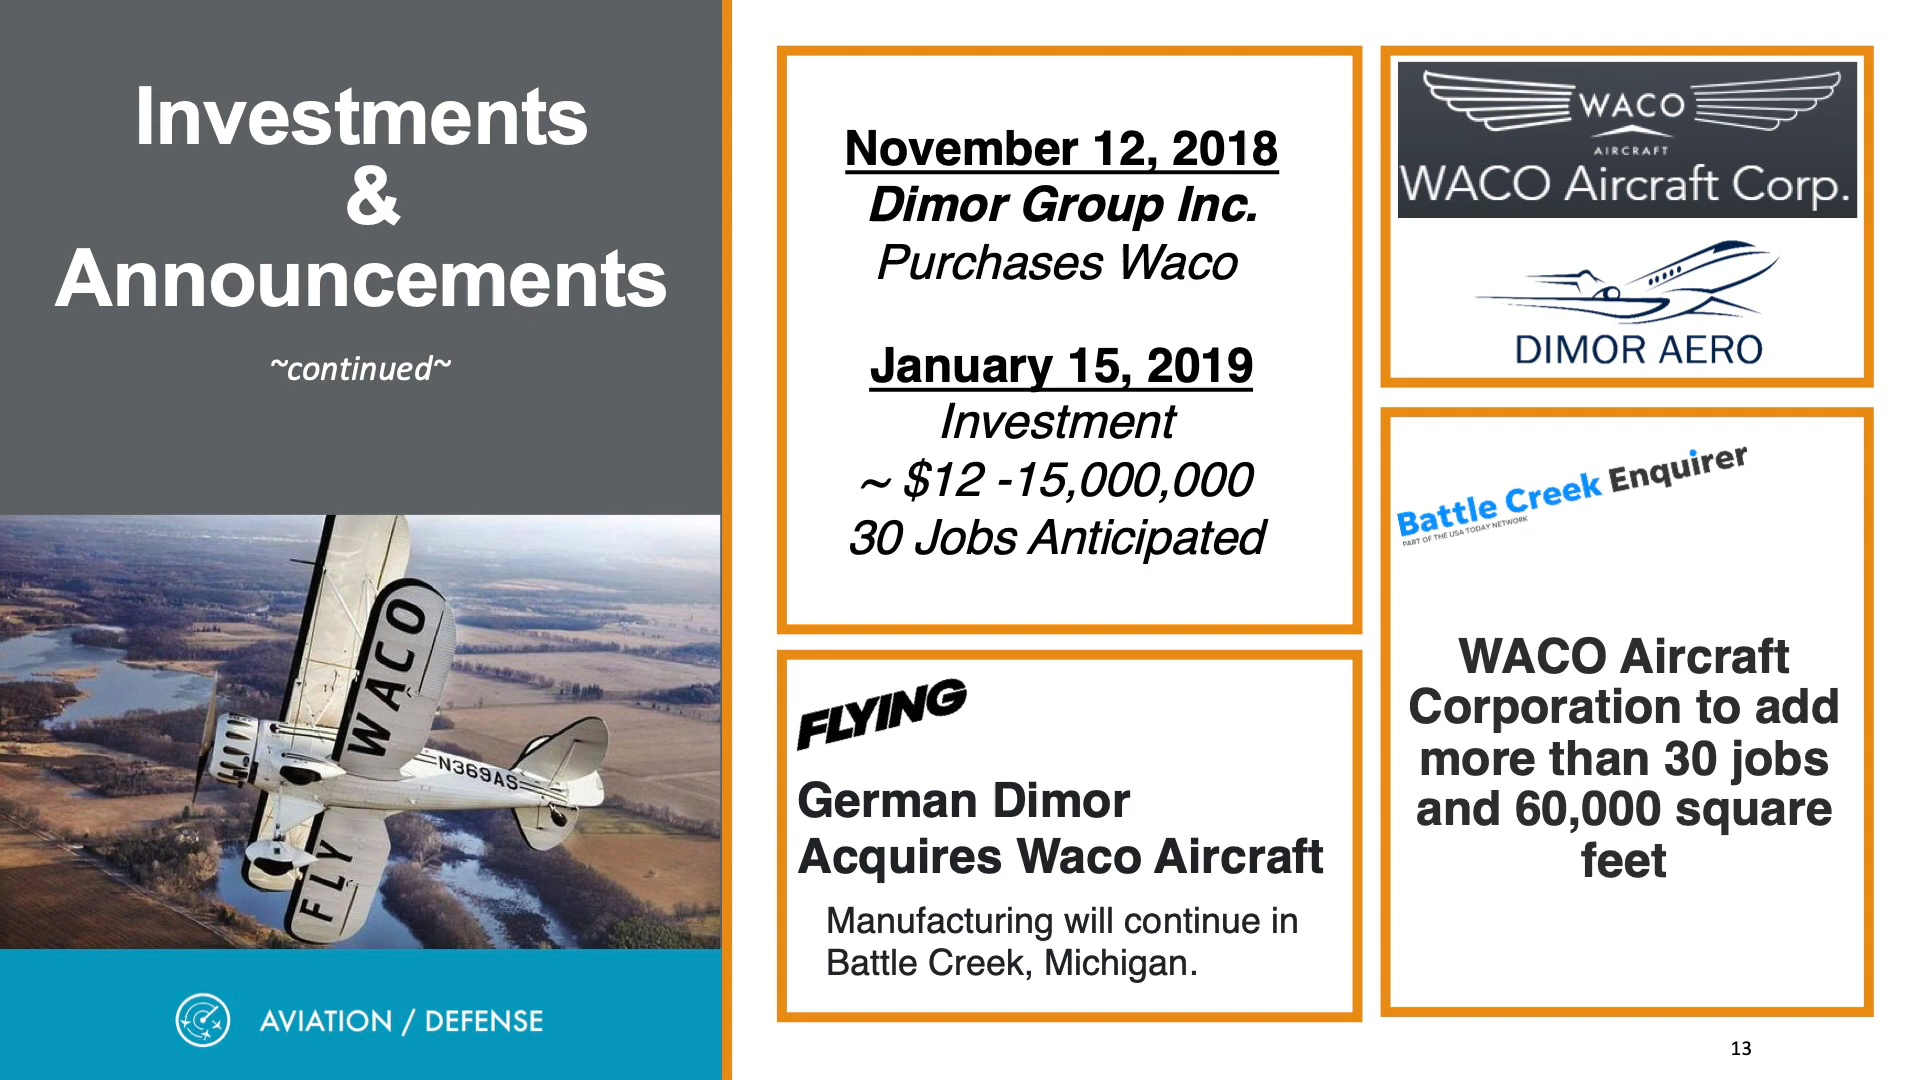 Investments
&
Announcements
~continued~
WACO
N369AS
FLY
AVIATION / DEFENSE
November 12, 2018
Dimor Group Inc.
Purchases Waco
January 15, 2019
Investment
~ $12 -15,000,000
30 Jobs Anticipated
FLYING
German Dimor
Acquires Waco Aircraft
Manufacturing will continue in
Battle Creek, Michigan.
WACO
AIRCRAFT
WACO Aircraft Corp.
DIMOR AERO
Battle Creek Enquirer
PART OF THE USA TODAY NETWORK
WACO Aircraft
Corporation to add
more than 30 jobs
and 60,000 square
feet
13